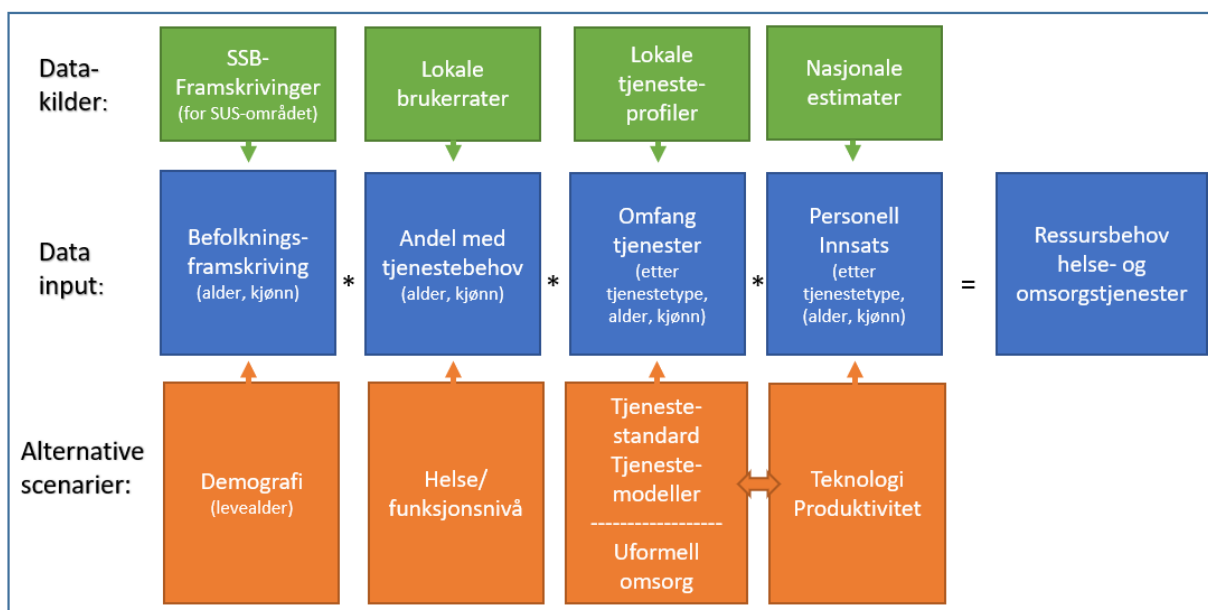 Data-
kilder:
SSB-
Framskrivinger
(for SUS-området)
Lokale
brukerrater
Lokale
tjeneste-
profiler
Nasjonale
estimater
Data
input:
Befolknings-
framskriving
(alder, kjønn)
*
Andel med
tjenestebehov
(alder, kjønn)
*
Omfang
tjenester
(etter
tjenestetype,
alder, kjønn)
*
Personell
Innsats
(etter
tjenestetype,
(alder, kjønn)
=
Ressursbehov
helse- og
omsorgstjenester
Alternative
scenarier:
Demografi
(levealder)
Helse/
funksjonsnivå
Tjeneste-
standard
Tjeneste-
modeller
-------------------
Uformell
omsorg
Teknologi
Produktivitet